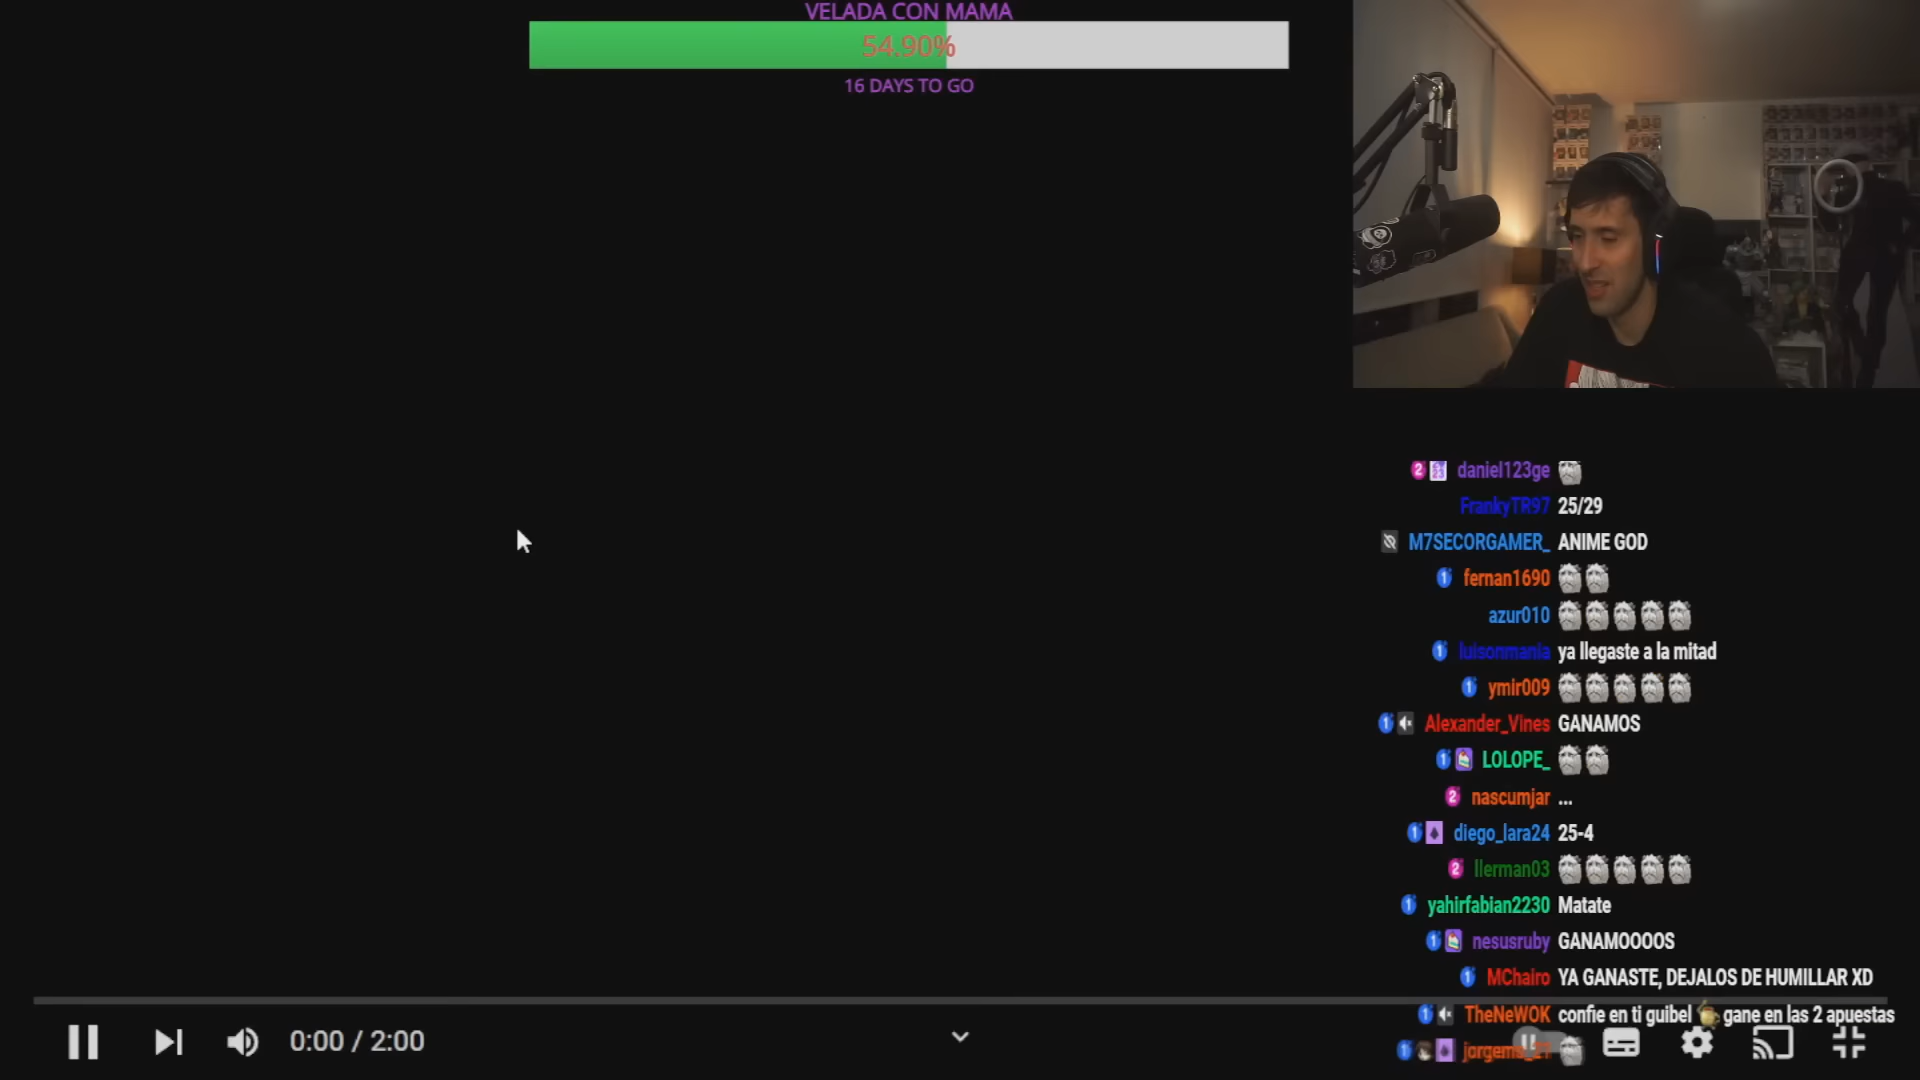 VELADA CON MAMA
54.90%
16 DAYS TO GO
daniel123ge
FrankyTR97 25/29
M7SECORGAMER_ ANIME GOD
fernan1690
azur010
luisonmania ya llegaste a la mitad
ymir009
Alexander_Vines GANAMOS
LOLOPE_
nascumjar ...
diego_lara24 25-4
llerman03
yahirfabian2230 Matate
nesusruby GANAMOOOOS
MChairo YA GANASTE, DEJALOS DE HUMILLAR XD
TheNeWOK confie en ti guibel gane en las 2 apuestas
0:00 / 2:00